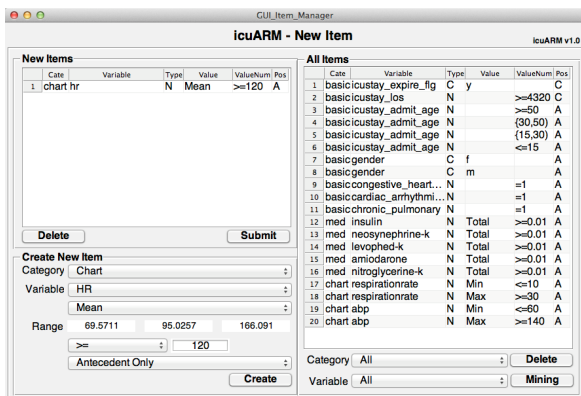 GUI_Item_Manager
icuARM - New Item
icuARM v1.0
New Items
Cate Variable Type Value ValueNum Pos
1 chart hr N Mean >=120 A
Delete Submit
Create New Item
Category Chart
Variable HR
Mean
Range 69.5711 95.0257 166.091
>= 120
Antecedent Only
Create
All Items
Cate Variable Type Value ValueNum Pos
1 basic icustay_expire_flg C y C
2 basic icustay_los N >=4320 C
3 basic icustay_admit_age N >=50 A
4 basic icustay_admit_age N {30,50) A
5 basic icustay_admit_age N {15,30) A
6 basic icustay_admit_age N <=15 A
7 basic gender C f A
8 basic gender C m A
9 basic congestive_heart... N =1 A
10 basic cardiac_arrhythmi... N =1 A
11 basic chronic_pulmonary N =1 A
12 med insulin N Total >=0.01 A
13 med neosynephrine-k N Total >=0.01 A
14 med levophed-k N Total >=0.01 A
15 med amiodarone N Total >=0.01 A
16 med nitroglycerine-k N Total >=0.01 A
17 chart respirationrate N Min <=10 A
18 chart respirationrate N Max >=30 A
19 chart abp N Min <=60 A
20 chart abp N Max >=140 A
Category All Delete
Variable All Mining